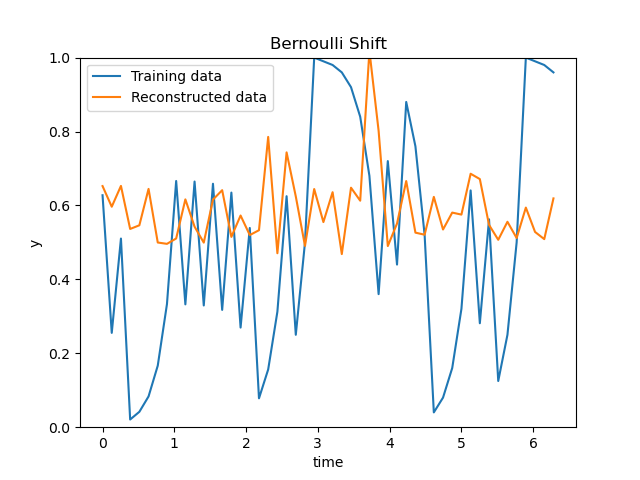 Bernoulli Shift
Training data
Reconstructed data
1.0
0.8
0.6
0.4
0.2
0.0
y
0 1 2 3 4 5 6
time